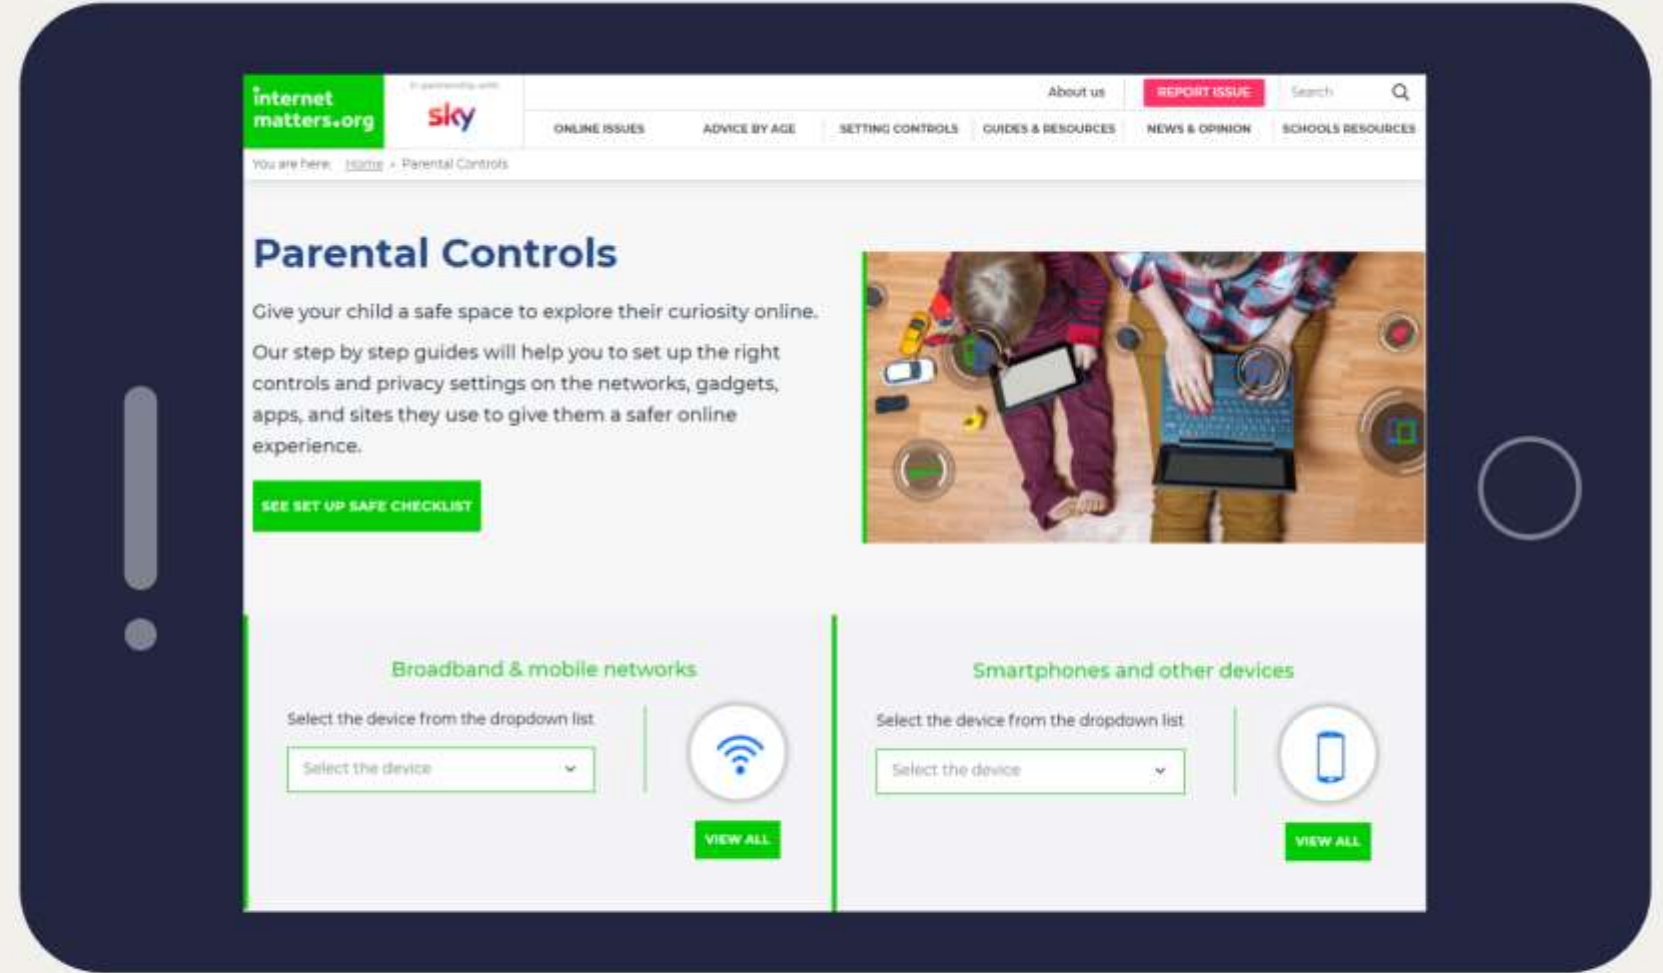 internet
matters.org
in partnership with
sky
About us
REPORT ISSUE
Search
ONLINE ISSUES
ADVICE BY AGE
SETTING CONTROLS
GUIDES & RESOURCES
NEWS & OPINION
SCHOOLS RESOURCES
You are here: Home » Parental Controls
Parental Controls
Give your child a safe space to explore their curiosity online.
Our step by step guides will help you to set up the right
controls and privacy settings on the networks, gadgets,
apps, and sites they use to give them a safer online
experience.
SEE SET UP SAFE CHECKLIST
Broadband & mobile networks
Select the device from the dropdown list
Select the device
VIEW ALL
Smartphones and other devices
Select the device from the dropdown list
Select the device
VIEW ALL